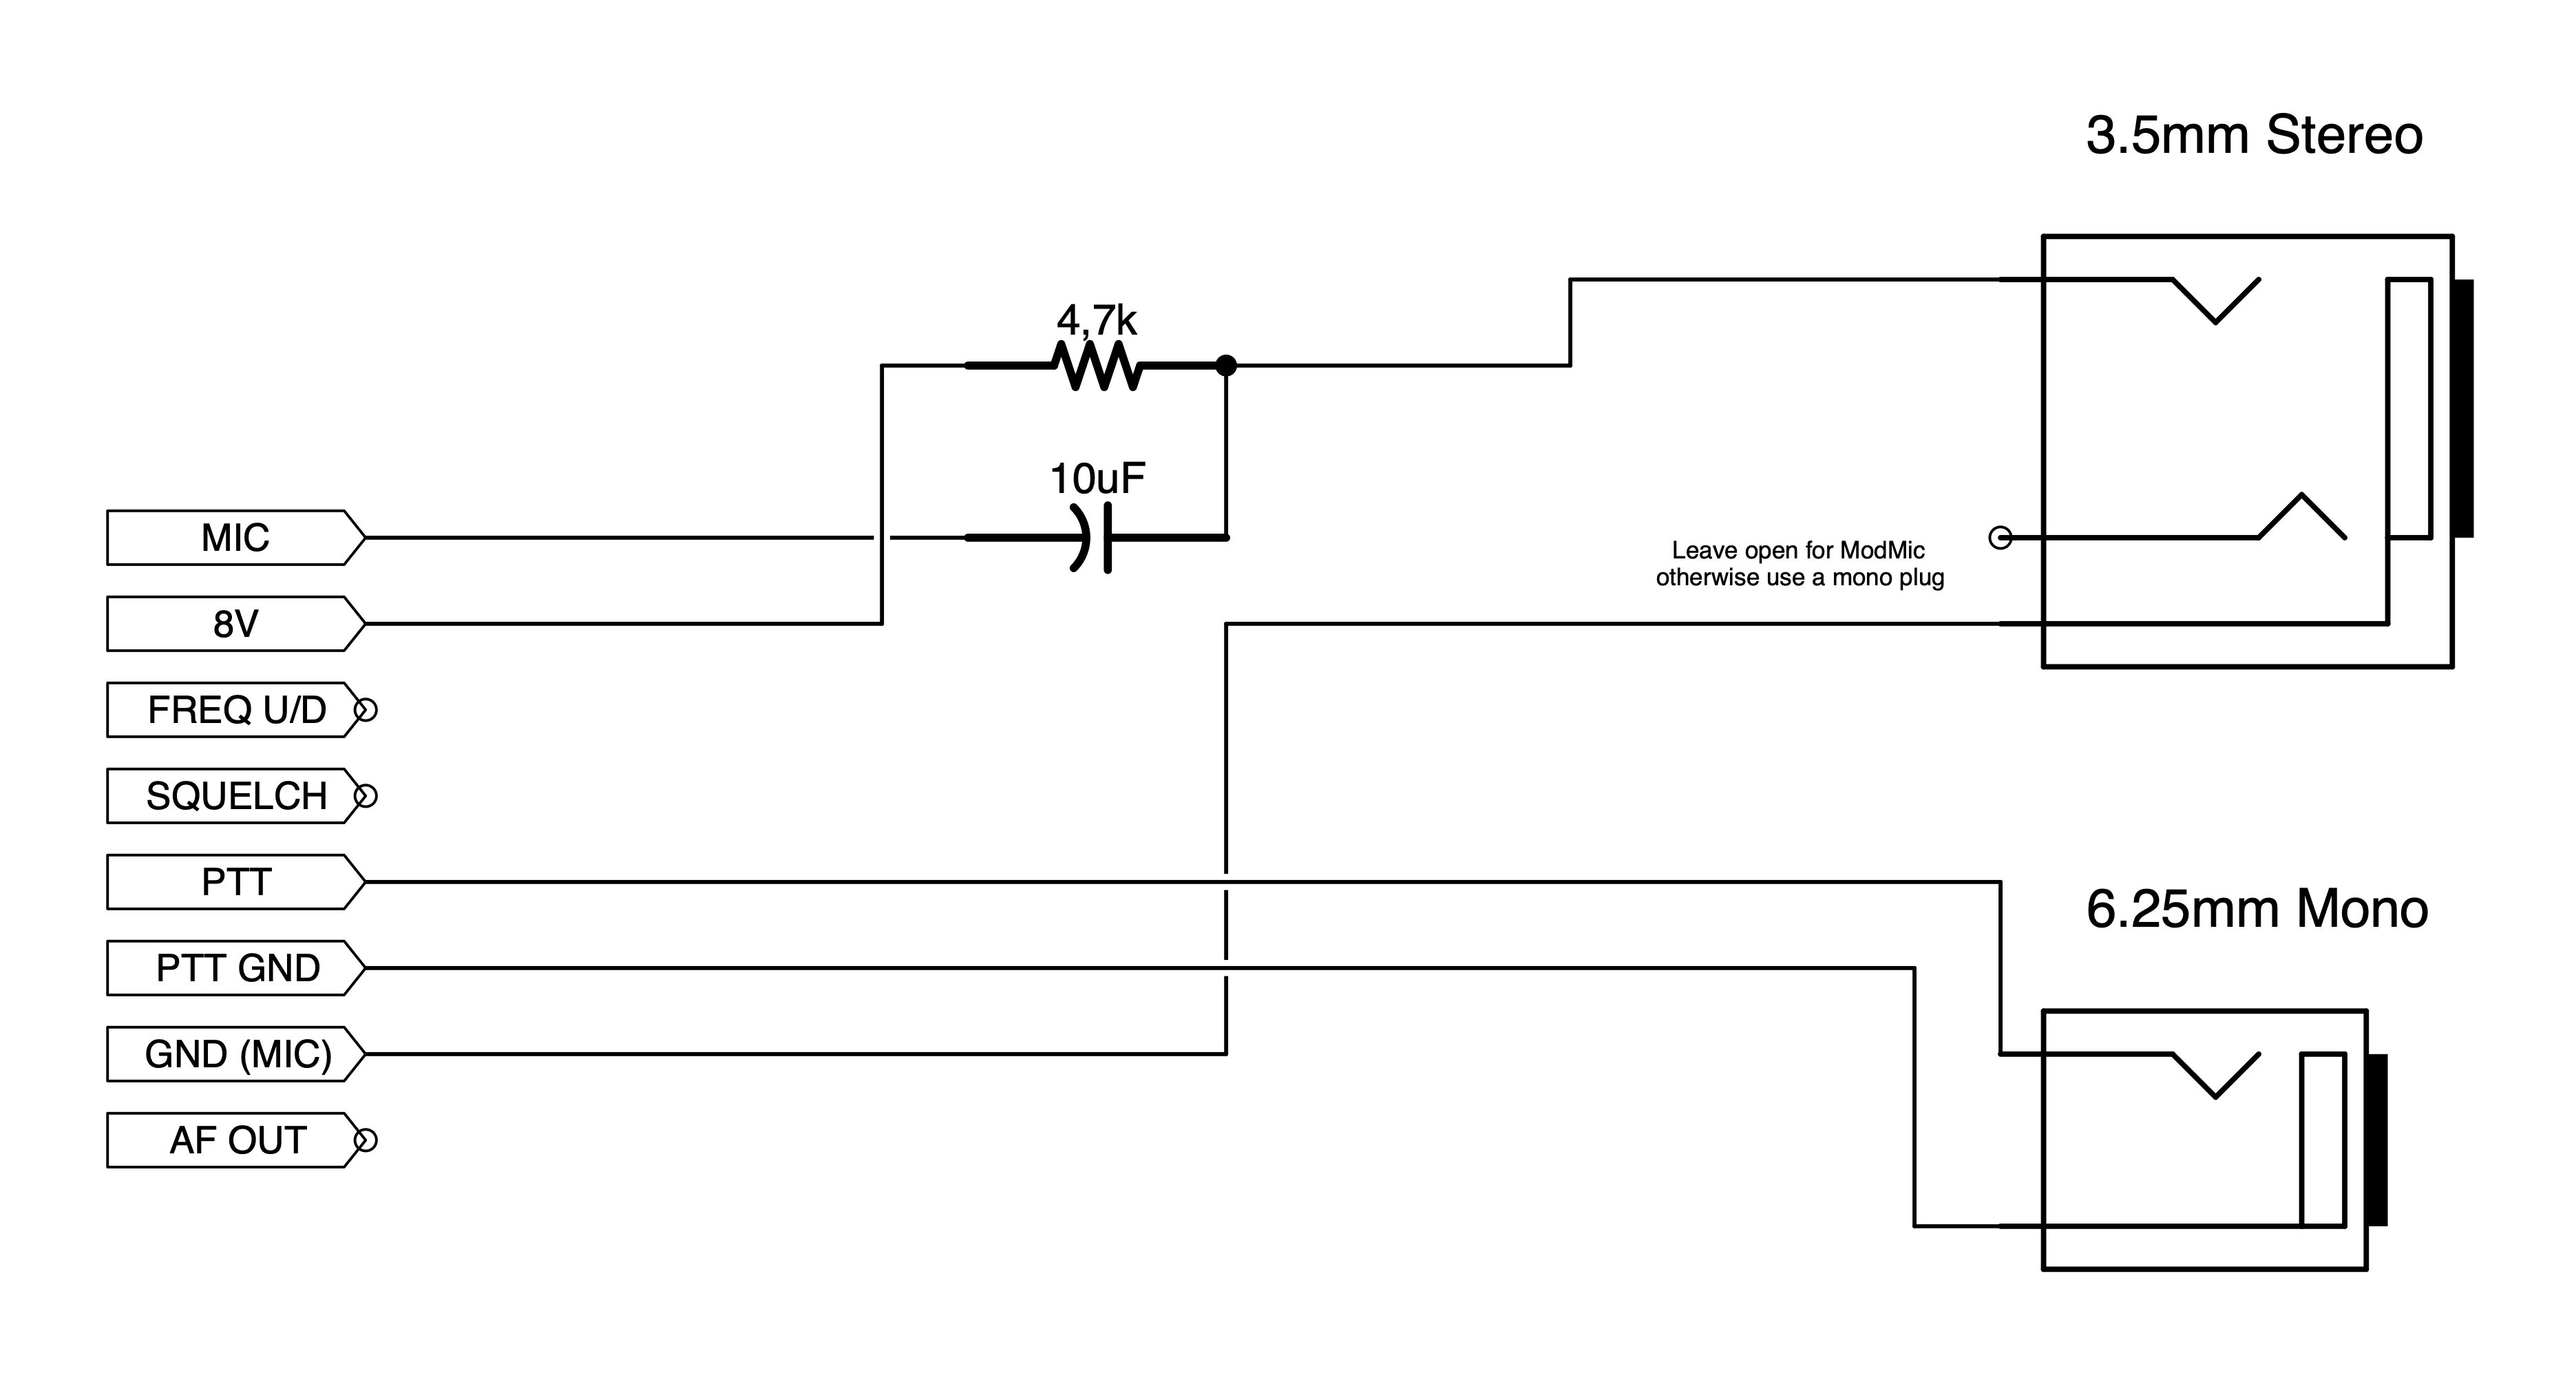 3.5mm Stereo
4,7k
10uF
MIC
Leave open for ModMic
otherwise use a mono plug
8V
FREQ U/D
SQUELCH
PTT
6.25mm Mono
PTT GND
GND (MIC)
AF OUT